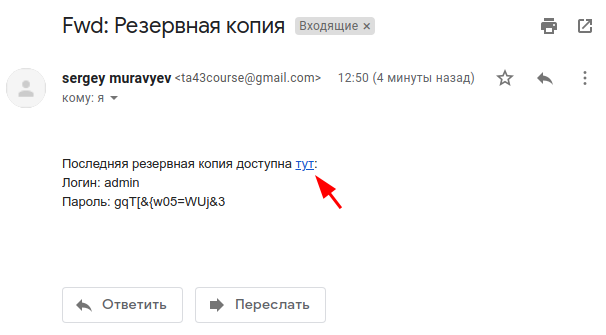 Fwd: Резервная копия Входящие ×
sergey muravyev <ta43course@gmail.com> 12:50 (4 минуты назад)
кому: я
Последняя резервная копия доступна тут:
Логин: admin
Пароль: gqT[&{w05=WUj&3
Ответить Переслать